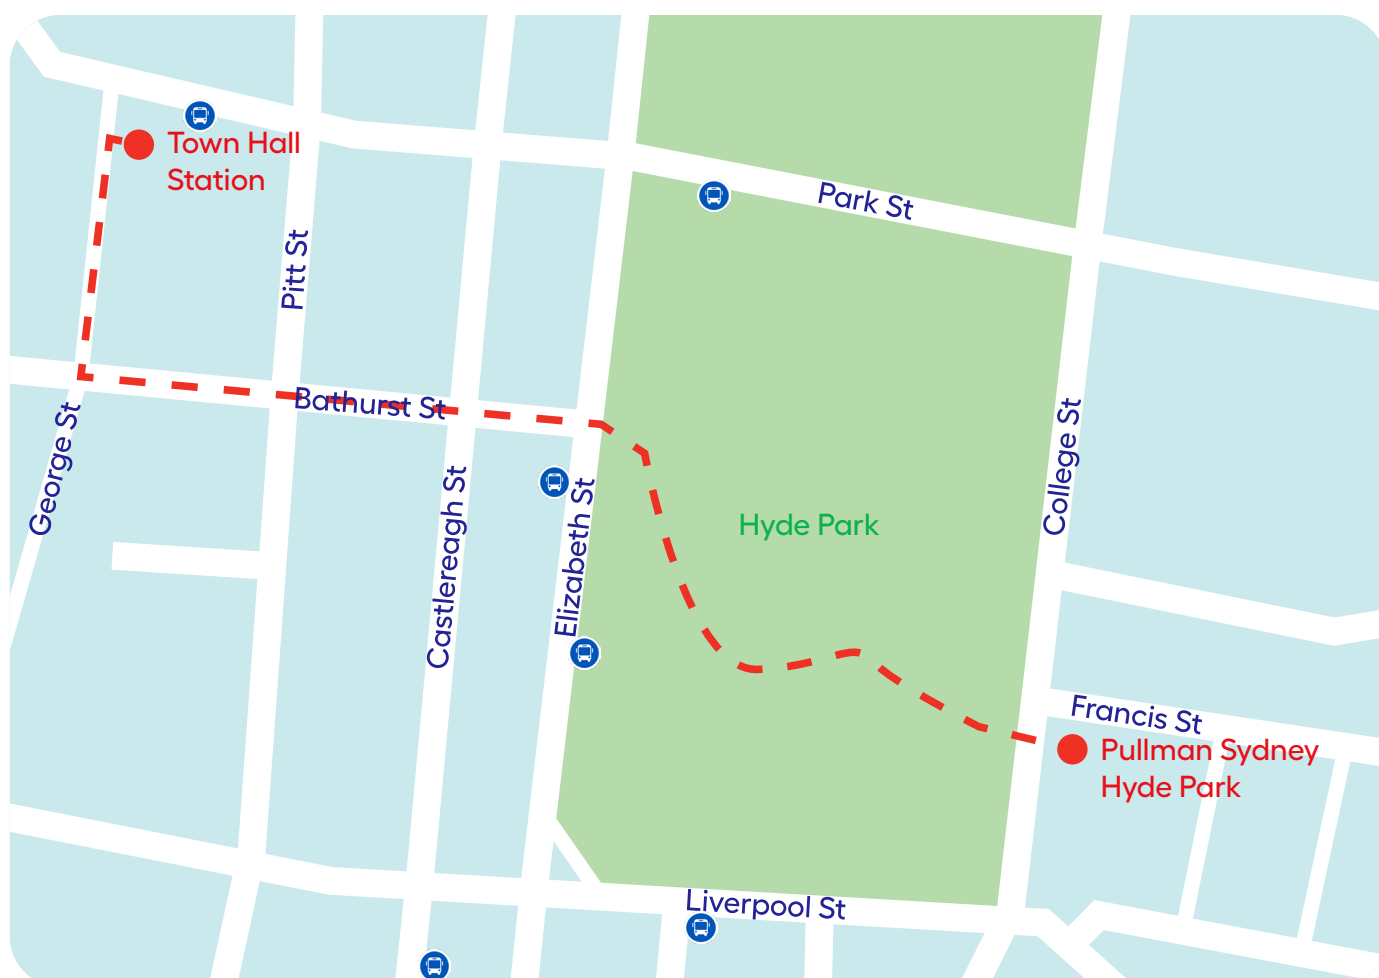 Town Hall
Station
Park St
Pitt St
Bathurst St
George St
Castlereagh St
Elizabeth St
Hyde Park
College St
Francis St
Pullman Sydney
Hyde Park
Liverpool St